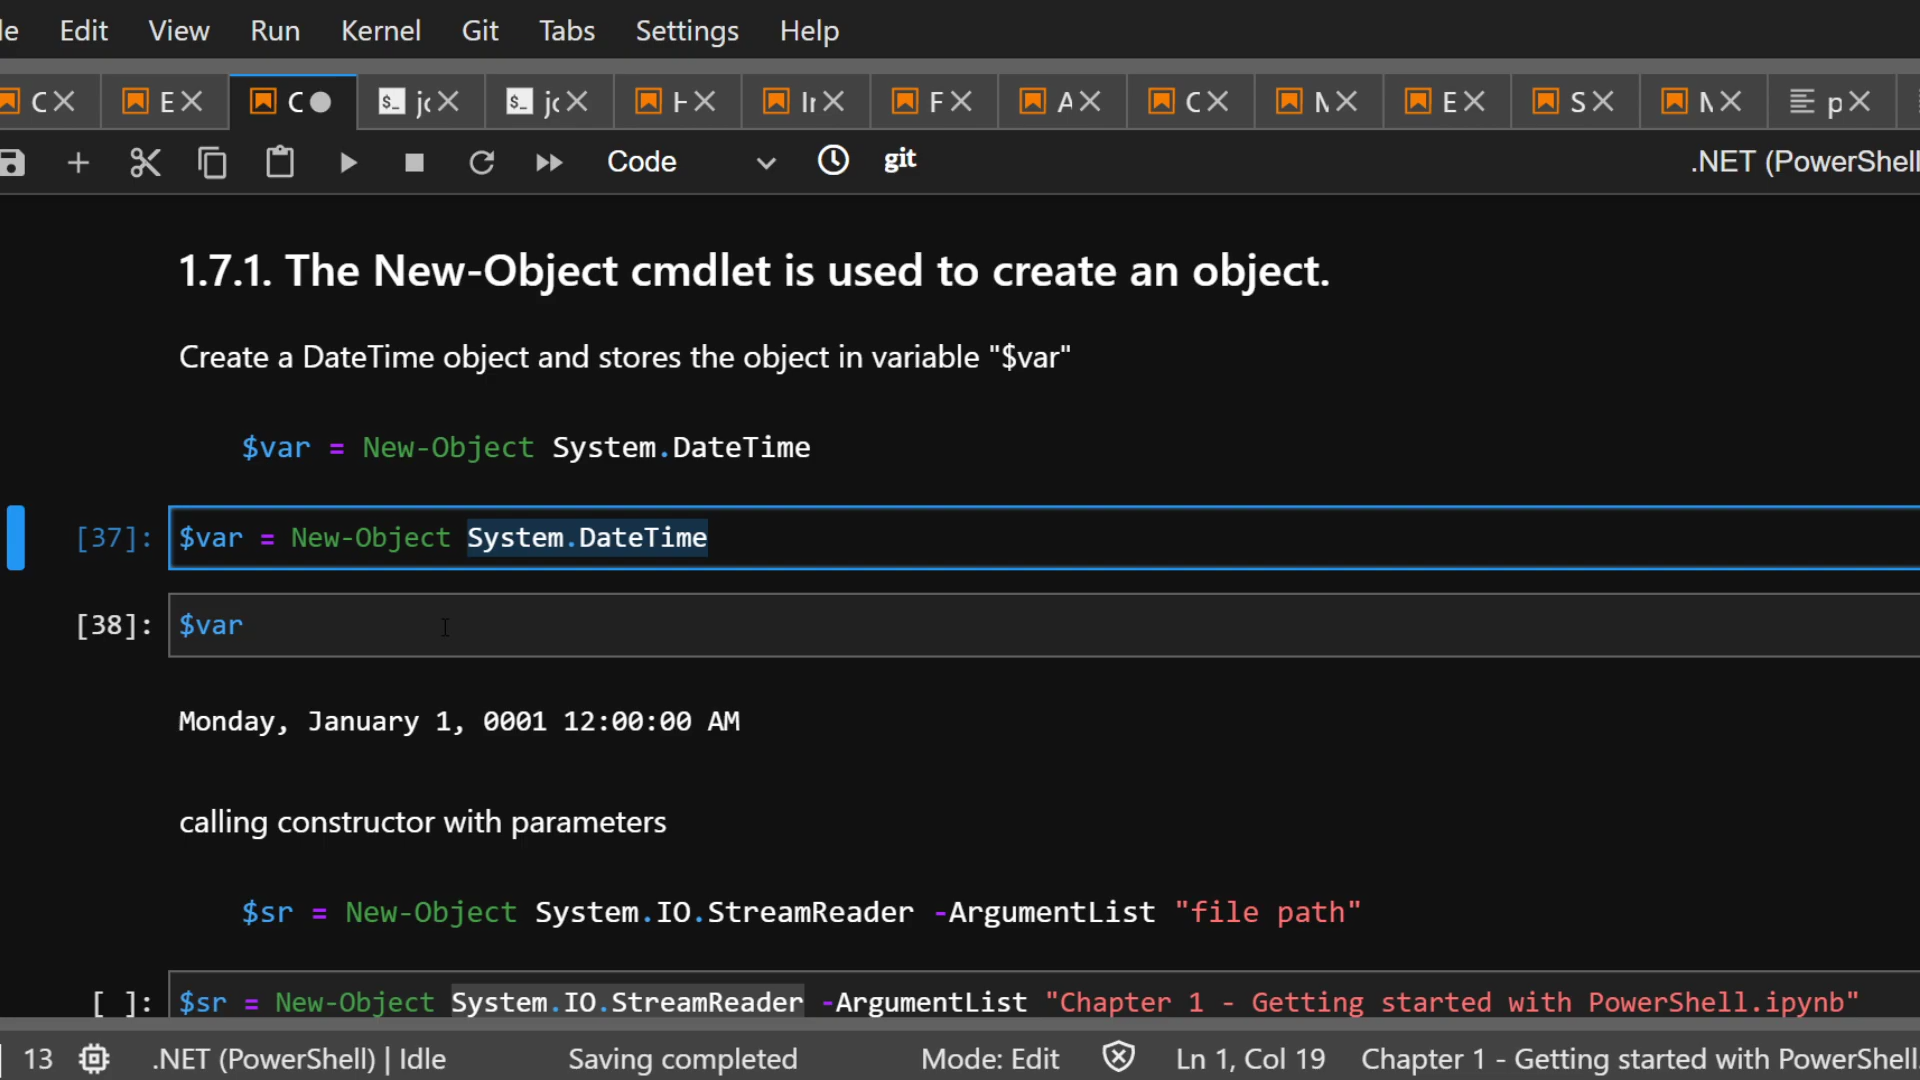 le Edit View Run Kernel Git Tabs Settings Help
C E C jc jc H Ir F A C N E S N p
Code git .NET (PowerShell
1.7.1. The New-Object cmdlet is used to create an object.
Create a DateTime object and stores the object in variable "$var"
$var = New-Object System.DateTime
[37]: $var = New-Object System.DateTime
[38]: $var
Monday, January 1, 0001 12:00:00 AM
calling constructor with parameters
$sr = New-Object System.IO.StreamReader -ArgumentList "file path"
[ ]: $sr = New-Object System.IO.StreamReader -ArgumentList "Chapter 1 - Getting started with PowerShell.ipynb"
13 .NET (PowerShell) | Idle Saving completed Mode: Edit Ln 1, Col 19 Chapter 1 - Getting started with PowerShell.